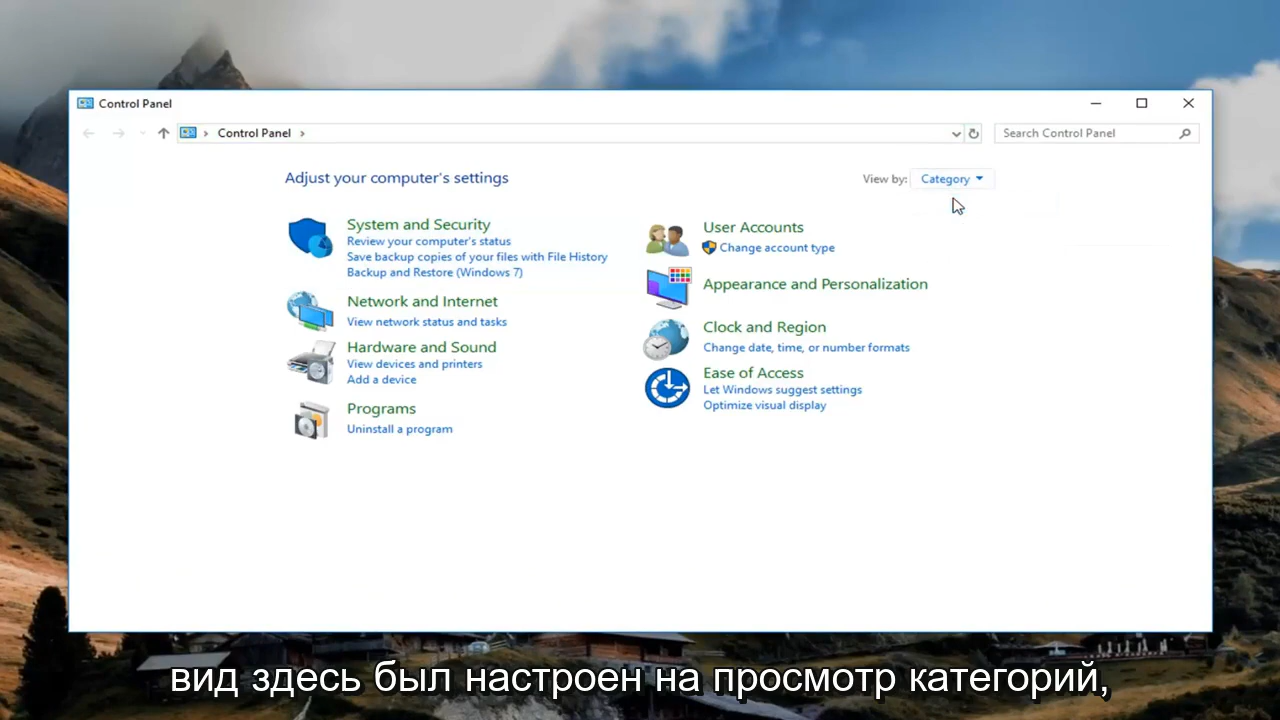 Control Panel
Control Panel
Search Control Panel
Adjust your computer's settings
View by: Category
System and Security
Review your computer's status
Save backup copies of your files with File History
Backup and Restore (Windows 7)
Network and Internet
View network status and tasks
Hardware and Sound
View devices and printers
Add a device
Programs
Uninstall a program
User Accounts
Change account type
Appearance and Personalization
Clock and Region
Change date, time, or number formats
Ease of Access
Let Windows suggest settings
Optimize visual display
вид здесь был настроен на просмотр категорий,